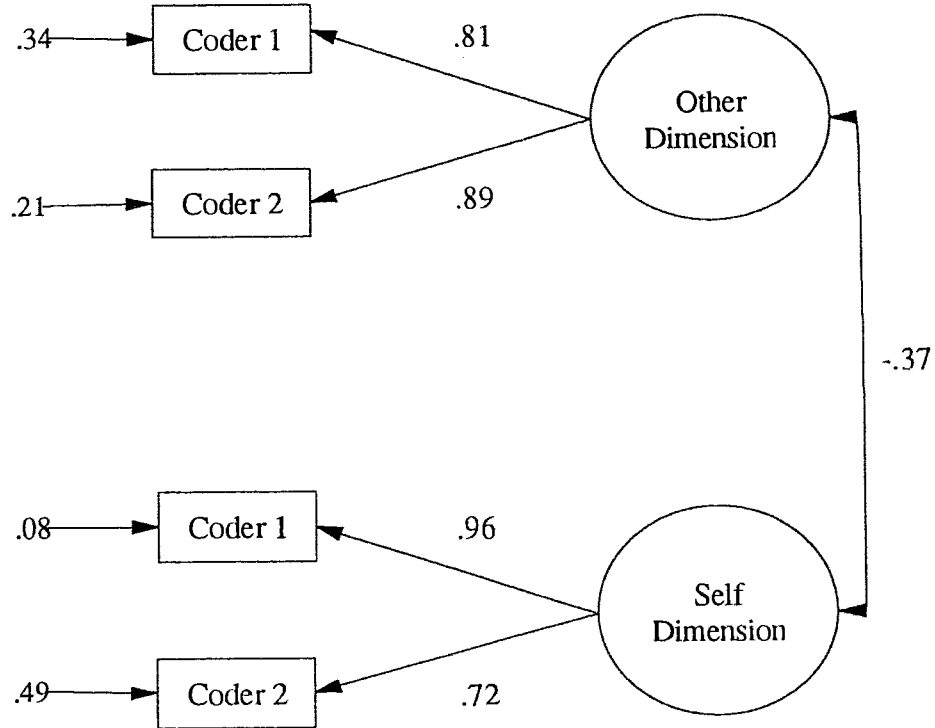 .34
Coder 1
.81
Other
Dimension
.21
Coder 2
.89
-.37
.08
Coder 1
.96
Self
Dimension
.49
Coder 2
.72